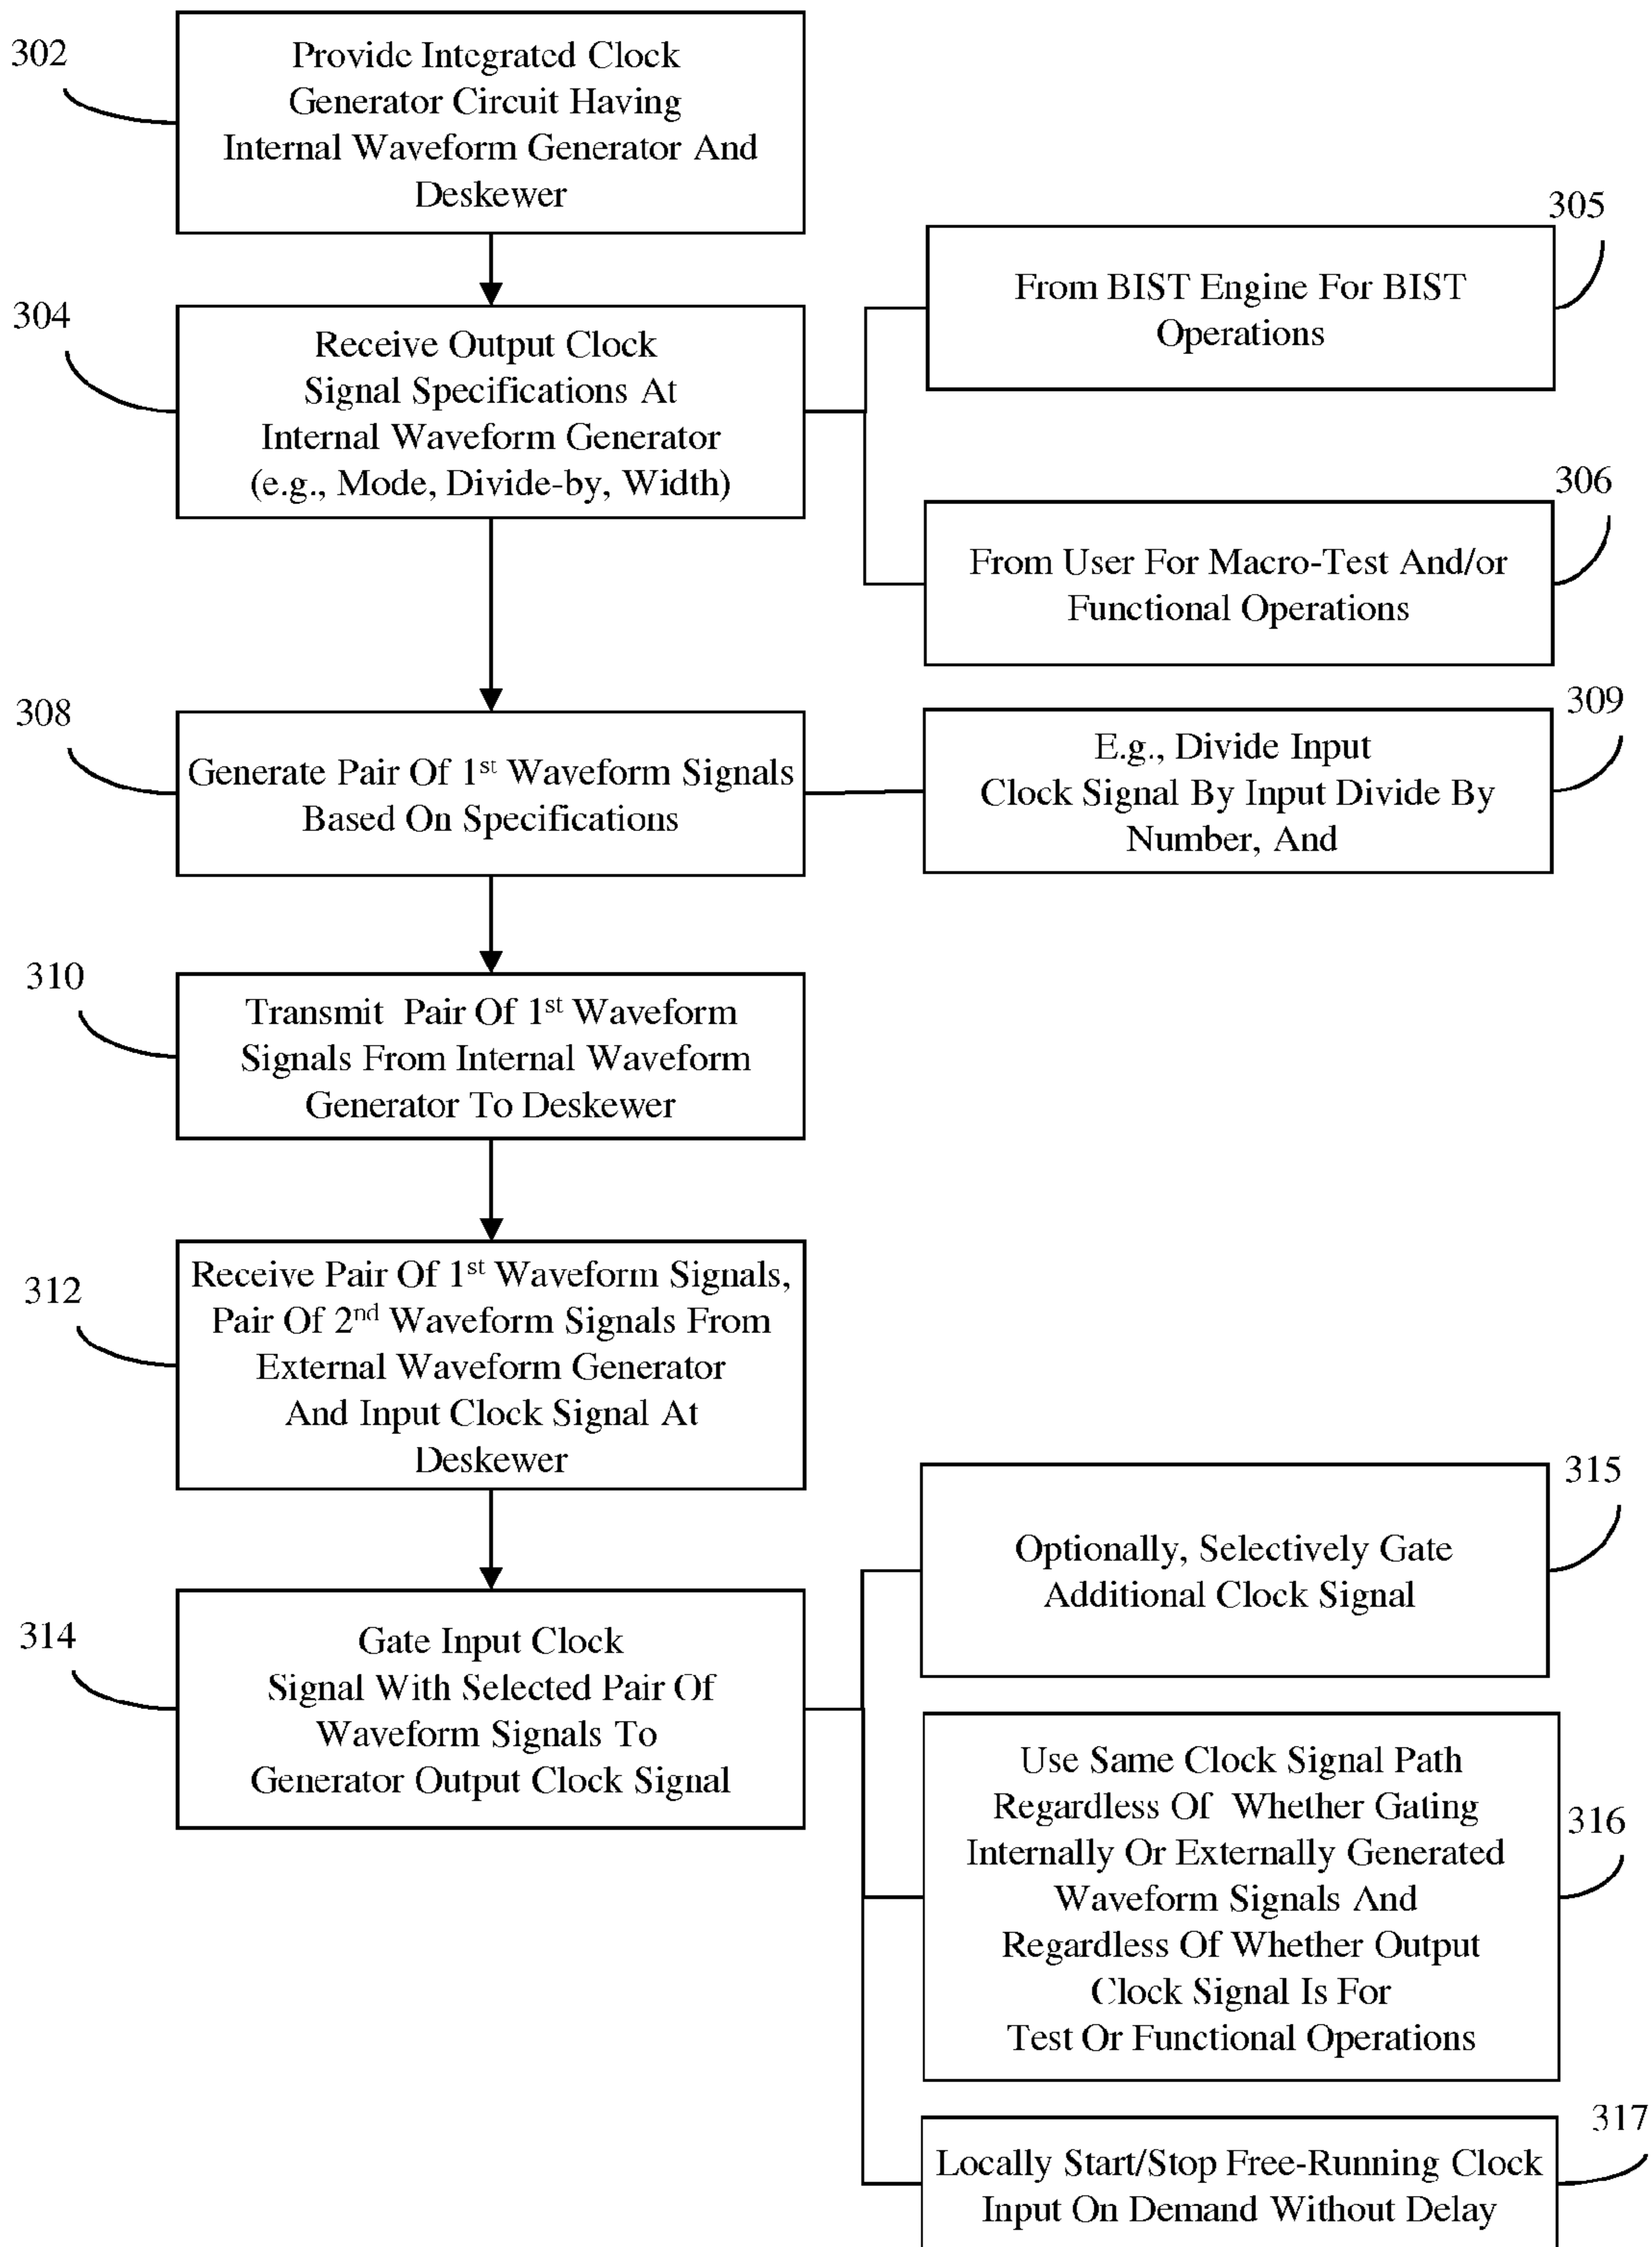 302
Provide Integrated Clock
Generator Circuit Having
Internal Waveform Generator And
Deskewer
304
Receive Output Clock
Signal Specifications At
Internal Waveform Generator
(e.g., Mode, Divide-by, Width)
305
From BIST Engine For BIST
Operations
306
From User For Macro-Test And/or
Functional Operations
308
Generate Pair Of 1st Waveform Signals
Based On Specifications
309
E.g., Divide Input
Clock Signal By Input Divide By
Number, And
310
Transmit Pair Of 1st Waveform
Signals From Internal Waveform
Generator To Deskewer
312
Receive Pair Of 1st Waveform Signals,
Pair Of 2nd Waveform Signals From
External Waveform Generator
And Input Clock Signal At
Deskewer
314
Gate Input Clock
Signal With Selected Pair Of
Waveform Signals To
Generator Output Clock Signal
315
Optionally, Selectively Gate
Additional Clock Signal
316
Use Same Clock Signal Path
Regardless Of Whether Gating
Internally Or Externally Generated
Waveform Signals And
Regardless Of Whether Output
Clock Signal Is For
Test Or Functional Operations
317
Locally Start/Stop Free-Running Clock
Input On Demand Without Delay